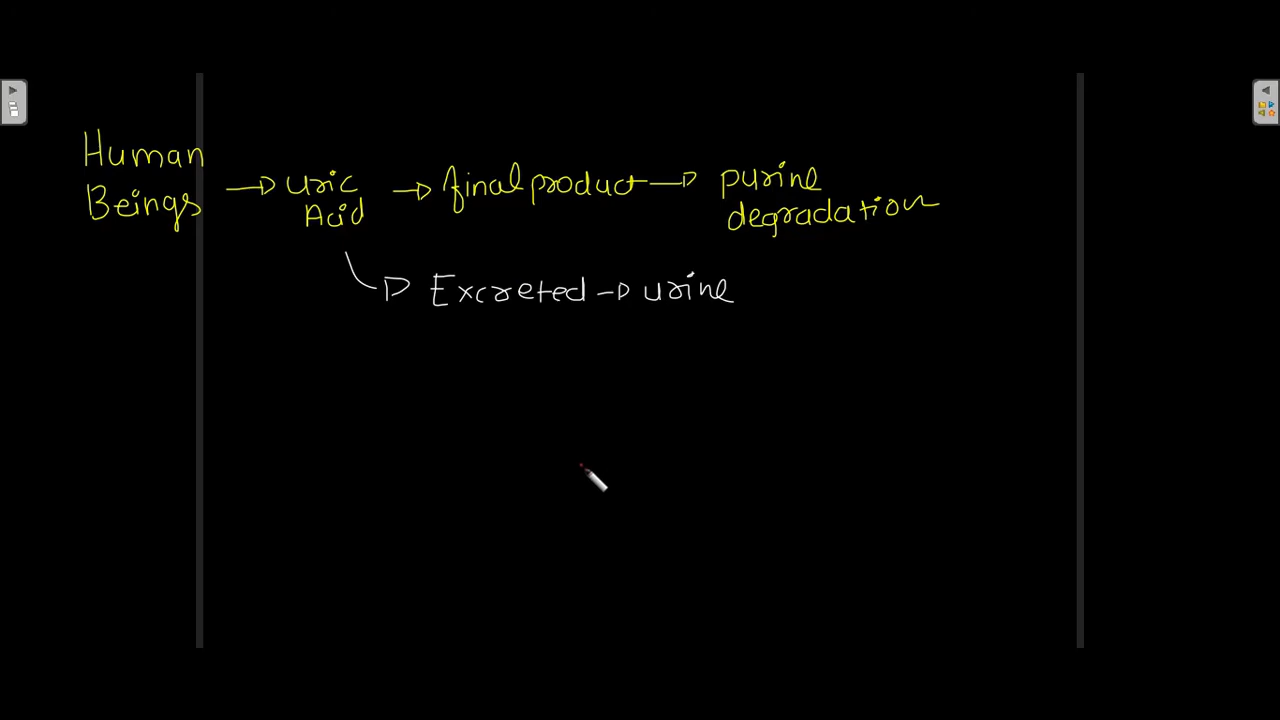 Human
Beings → uric → final product → purine
Acid degradation
→ Excreted → urine